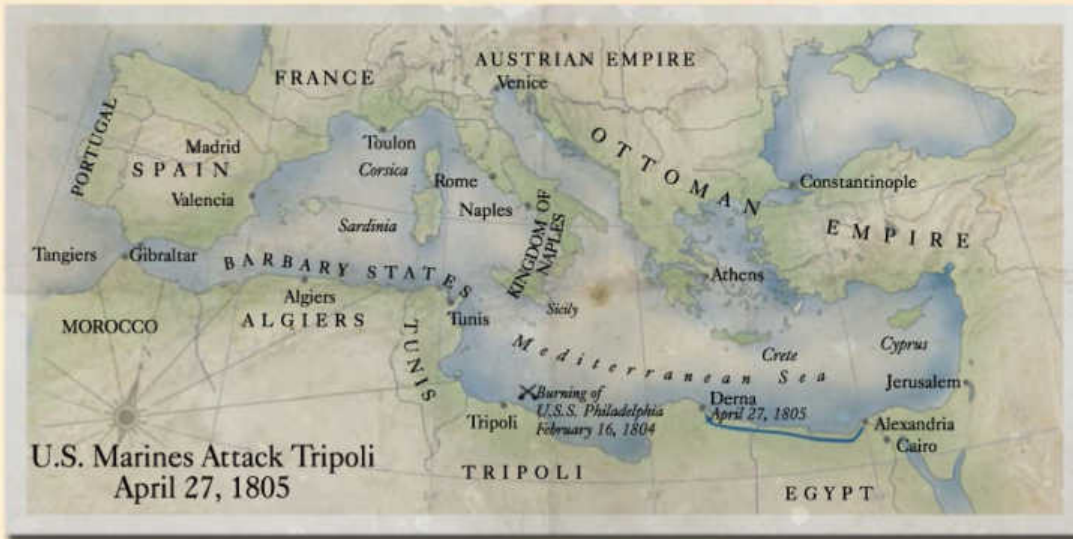 AUSTRIAN EMPIRE
FRANCE
Venice
PORTUGAL
Madrid
SPAIN
Valencia
Toulon
Corsica
Rome
Naples
Sardinia
KINGDOM OF
NAPLES
OTTOMAN
EMPIRE
Constantinople
Tangiers
Gibraltar
BARBARY STATES
Athens
Algiers
ALGIERS
MOROCCO
Tunis
TUNIS
Sicily
Mediterranean Sea
Crete
Cyprus
Jerusalem
Burning of
U.S.S. Philadelphia
February 16, 1804
Tripoli
Derna
April 27, 1805
Alexandria
Cairo
TRIPOLI
EGYPT
U.S. Marines Attack Tripoli
April 27, 1805